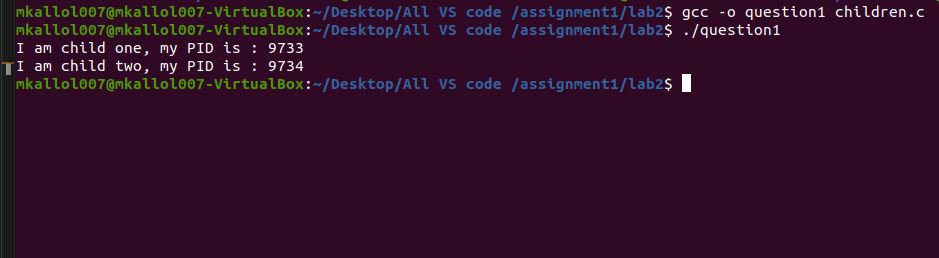 mkallol007@mkallol007-VirtualBox:~/Desktop/All VS code /assignment1/lab2$ gcc -o question1 children.c
mkallol007@mkallol007-VirtualBox:~/Desktop/All VS code /assignment1/lab2$ ./question1
I am child one, my PID is : 9733
I am child two, my PID is : 9734
mkallol007@mkallol007-VirtualBox:~/Desktop/All VS code /assignment1/lab2$